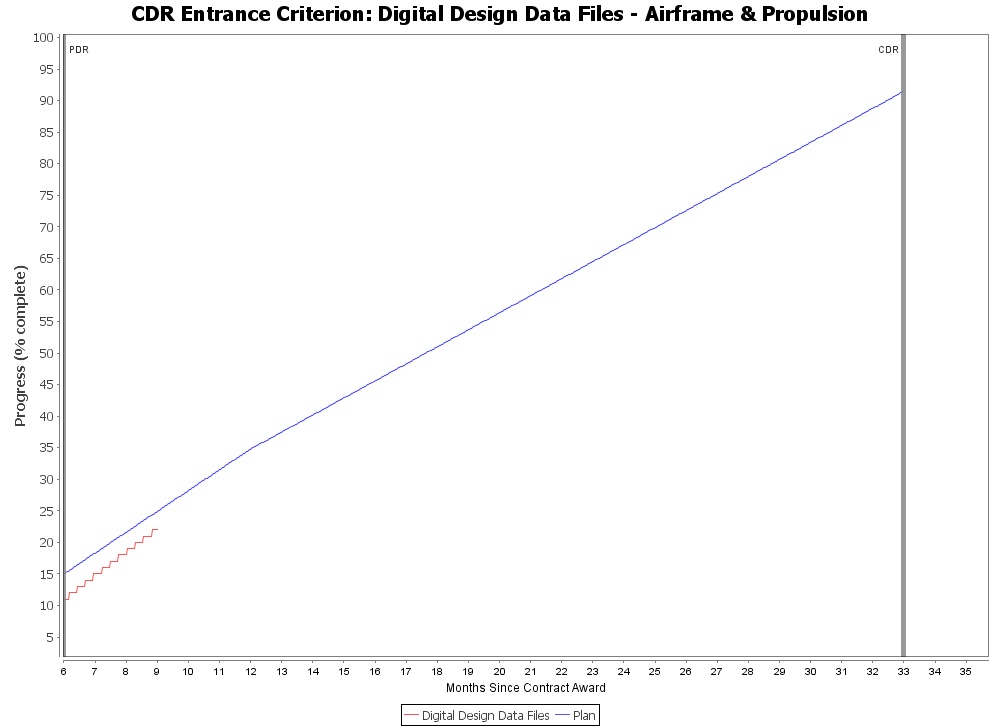 CDR Entrance Criterion: Digital Design Data Files - Airframe & Propulsion
100
95
90
85
80
75
70
65
60
55
50
45
40
35
30
25
20
15
10
5
Progress (% complete)
PDR
CDR
6 7 8 9 10 11 12 13 14 15 16 17 18 19 20 21 22 23 24 25 26 27 28 29 30 31 32 33 34 35
Months Since Contract Award
Digital Design Data Files Plan